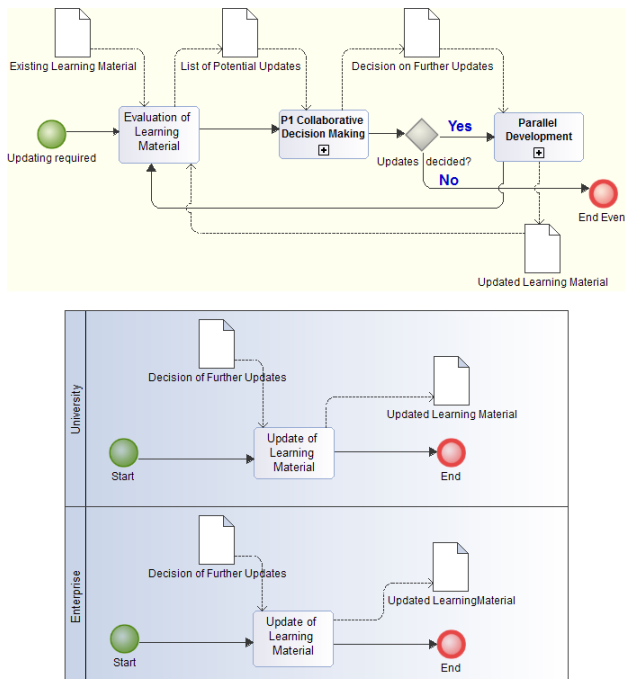 Existing Learning Material
List of Potential Updates
Decision on Further Updates
Evaluation of
Learning
Material
P1 Collaborative
Decision Making
Yes
Parallel
Development
Updating required
Updates decided?
No
End Even
Updated Learning Material
University
Decision of Further Updates
Updated Learning Material
Update of
Learning
Material
Start
End
Enterprise
Decision of Further Updates
Updated LearningMaterial
Update of
Learning
Material
Start
End